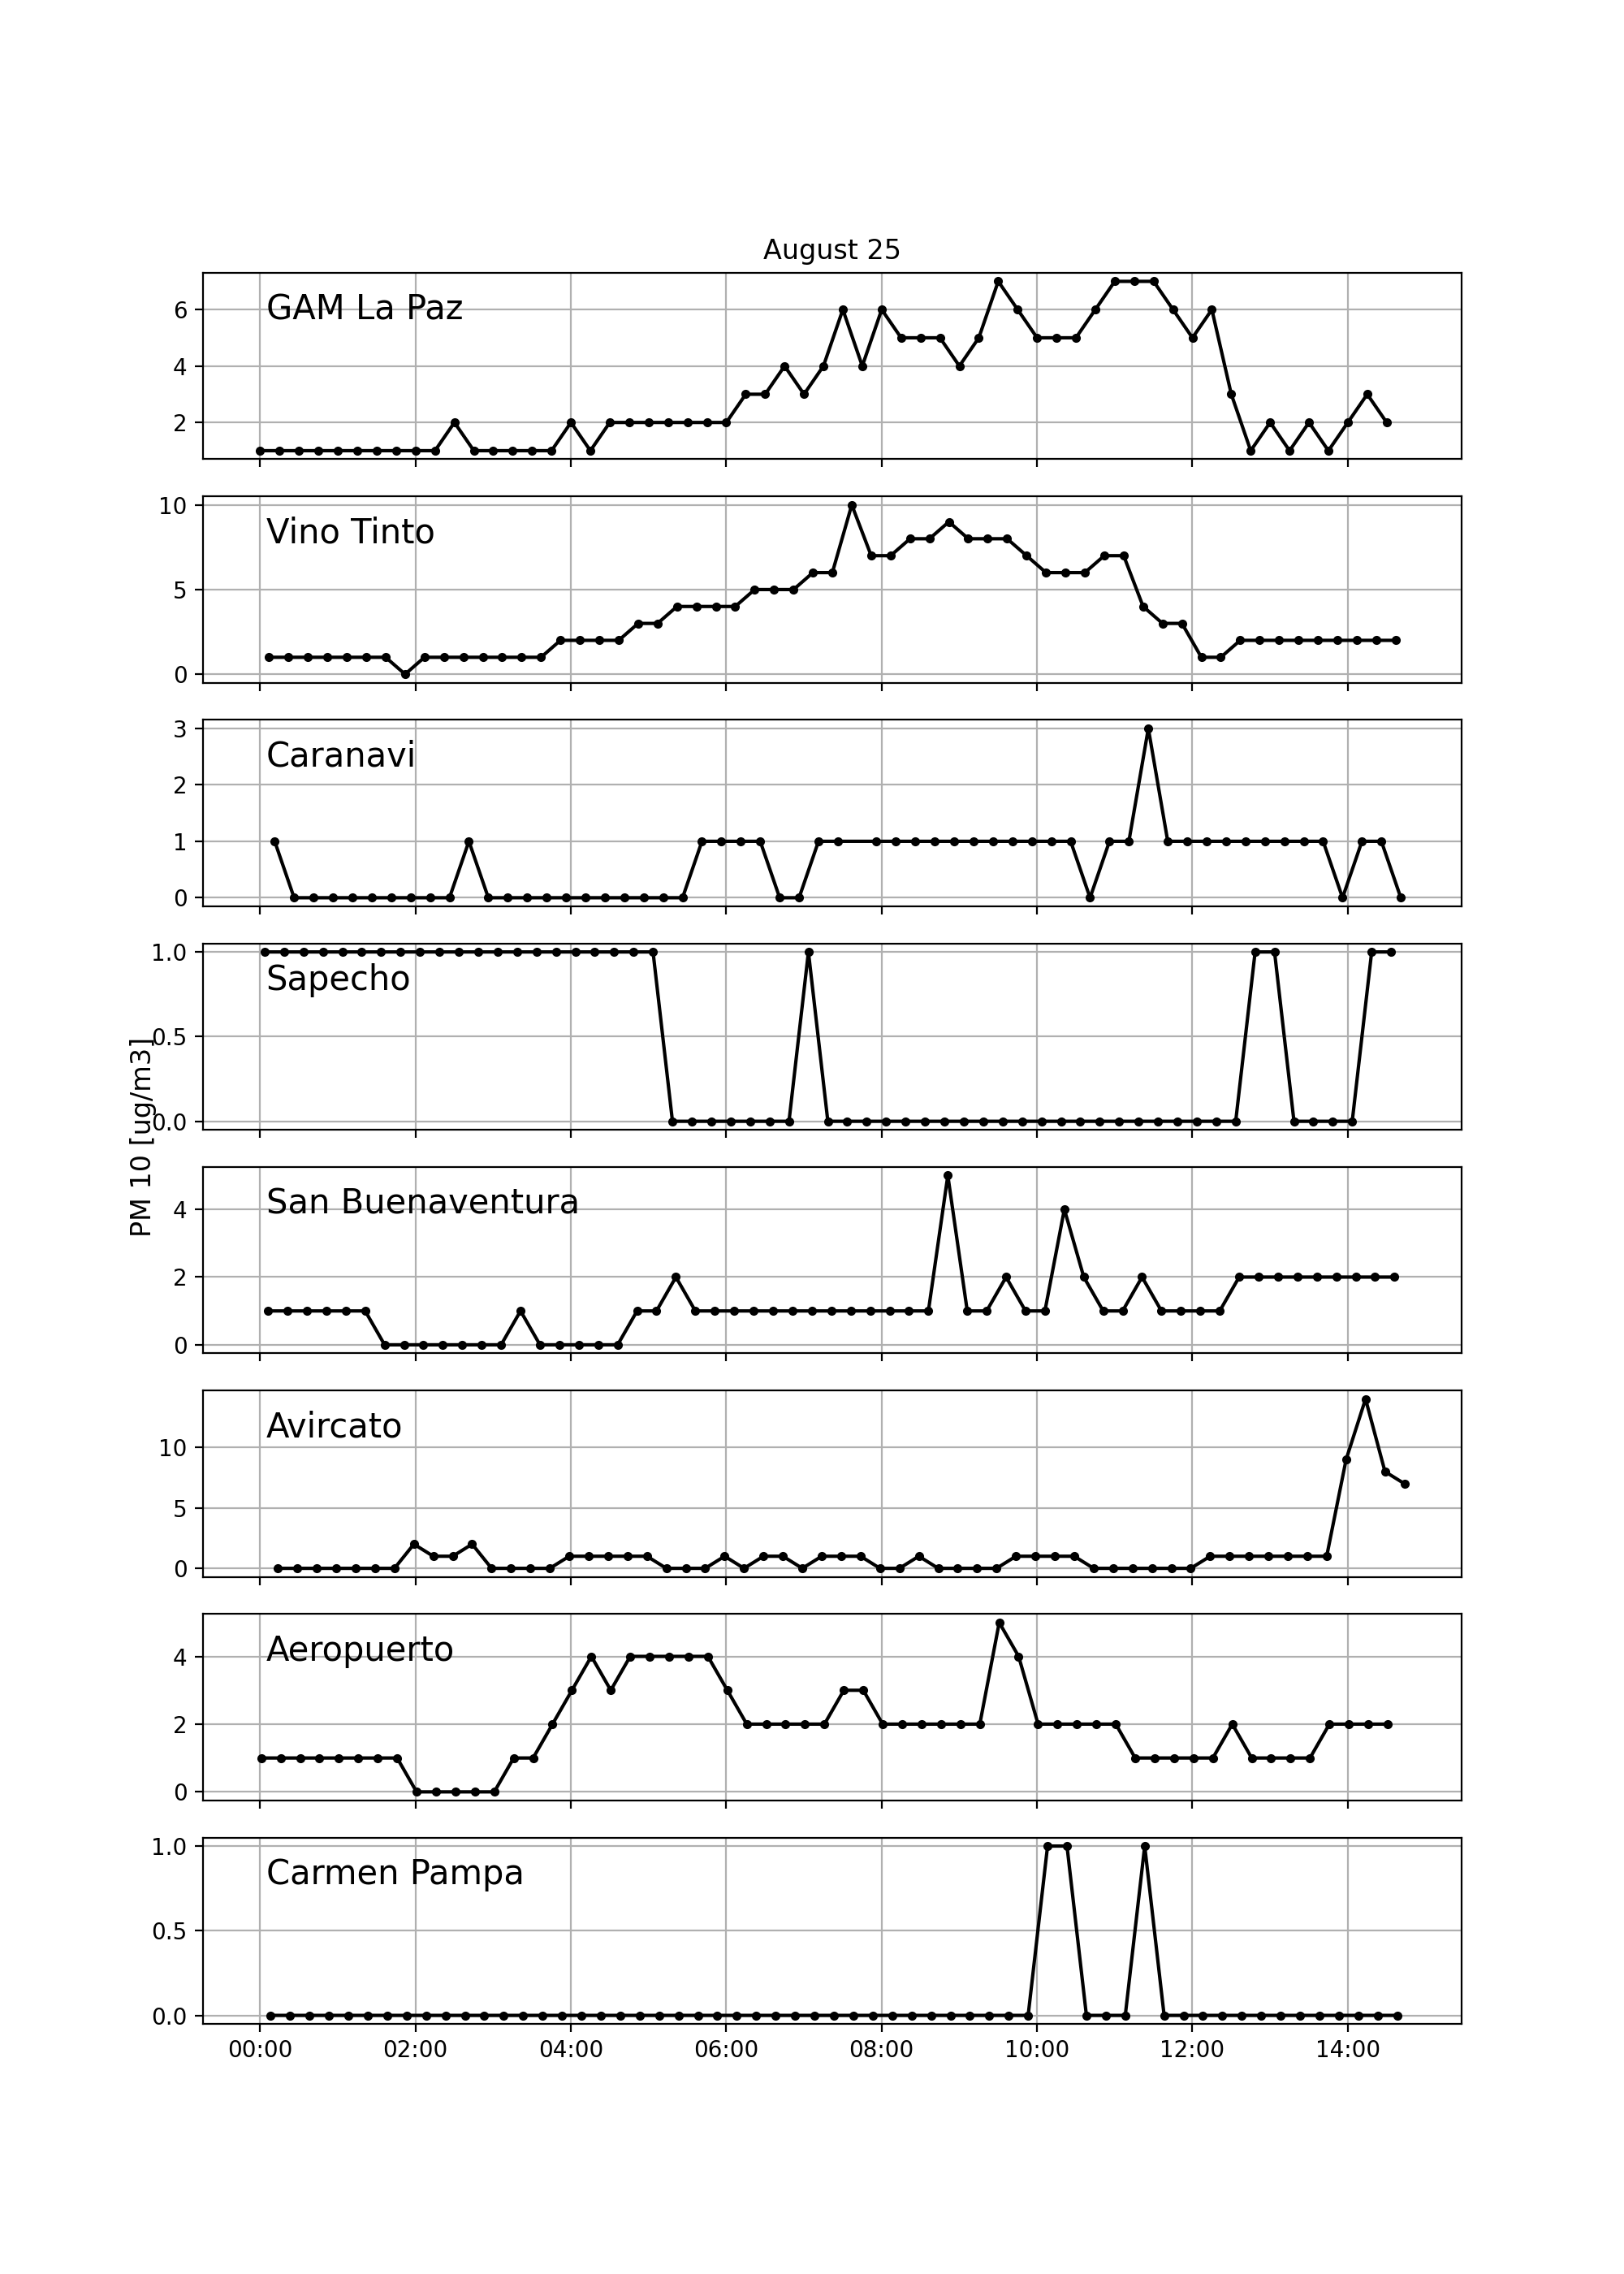 August 25
GAM La Paz
6
4
2
Vino Tinto
10
5
0
Caranavi
3
2
1
0
Sapecho
1.0
0.5
0.0
PM 10 [ug/m3]
San Buenaventura
4
2
0
Avircato
10
5
0
Aeropuerto
4
2
0
Carmen Pampa
1.0
0.5
0.0
00:00 02:00 04:00 06:00 08:00 10:00 12:00 14:00